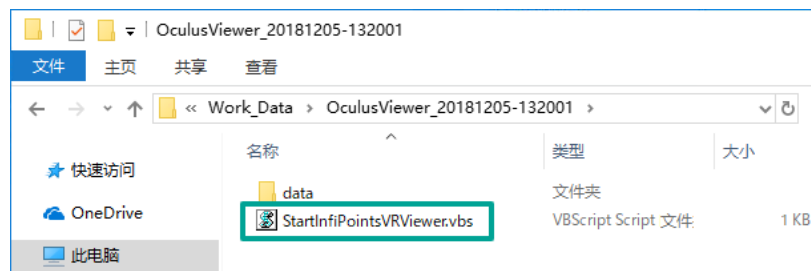 OculusViewer_20181205-132001
文件 主页 共享 查看
« Work_Data › OculusViewer_20181205-132001 ›
名称 类型 大小
快速访问
data 文件夹
OneDrive
StartInfiPointsVRViewer.vbs VBScript Script 文件 1 KB
此电脑